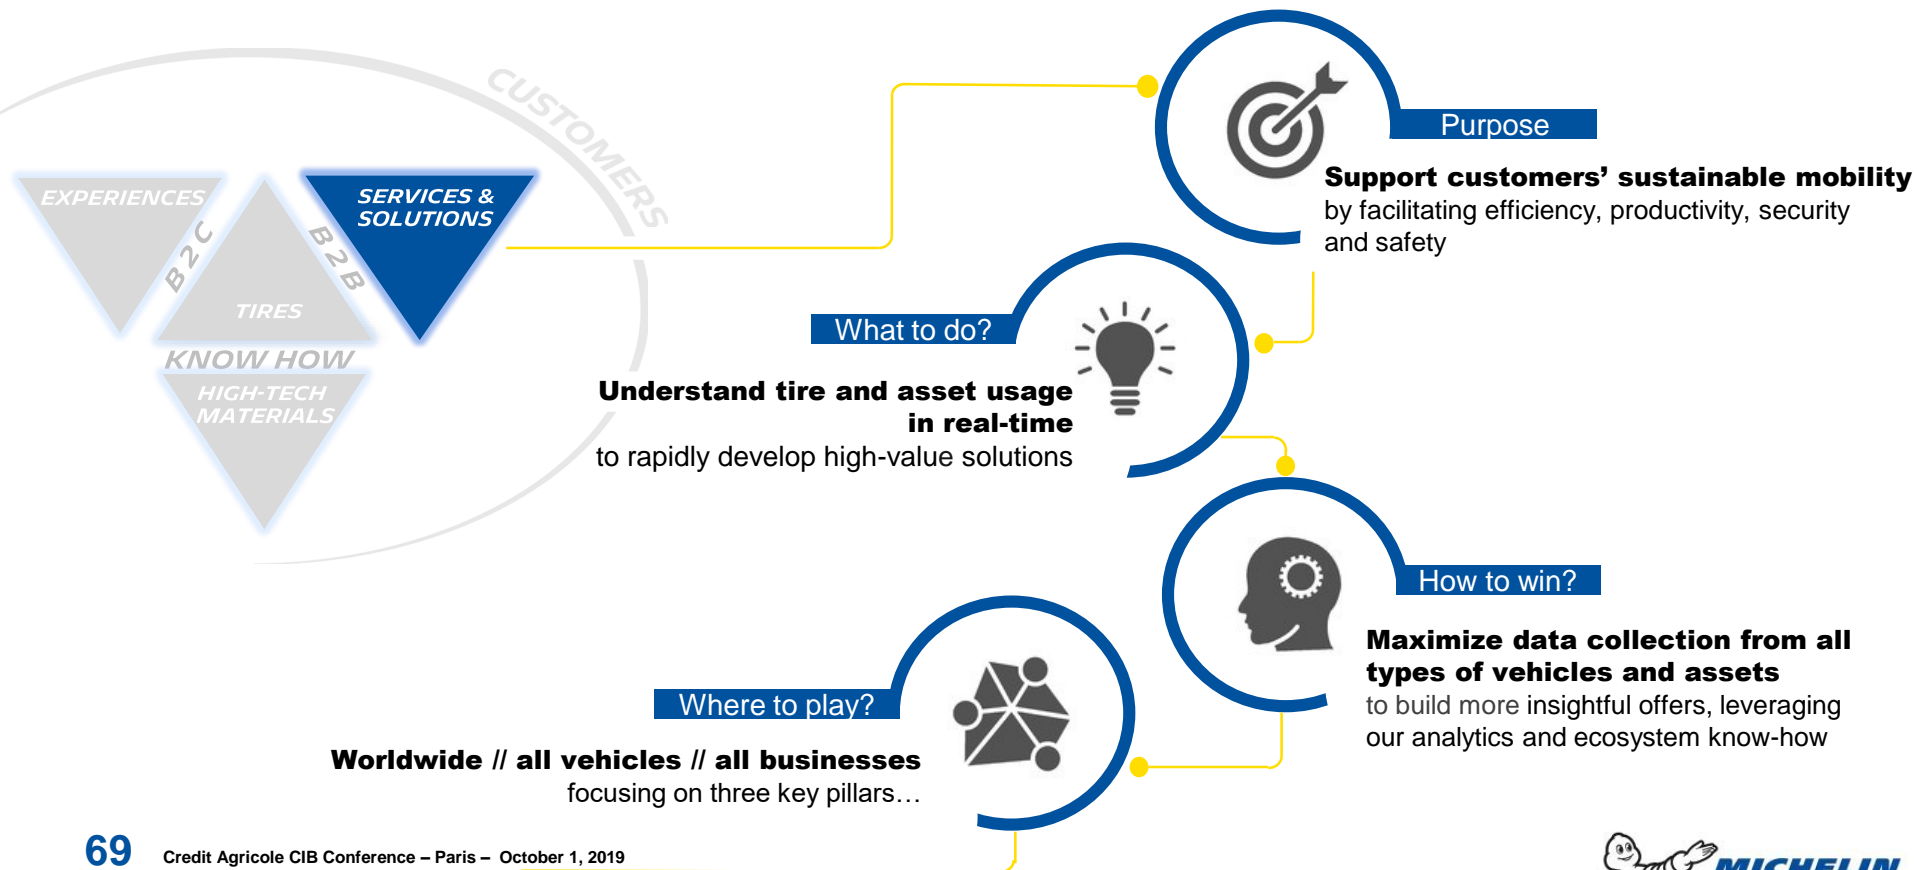 CUSTOMERS
EXPERIENCES
B2C
TIRES
B2B
SERVICES &
SOLUTIONS
KNOW HOW
HIGH-TECH
MATERIALS
Purpose
Support customers’ sustainable mobility
by facilitating efficiency, productivity, security
and safety
What to do?
Understand tire and asset usage
in real-time
to rapidly develop high-value solutions
How to win?
Maximize data collection from all
types of vehicles and assets
to build more insightful offers, leveraging
our analytics and ecosystem know-how
Where to play?
Worldwide // all vehicles // all businesses
focusing on three key pillars…
69
Credit Agricole CIB Conference – Paris – October 1, 2019
MICHELIN